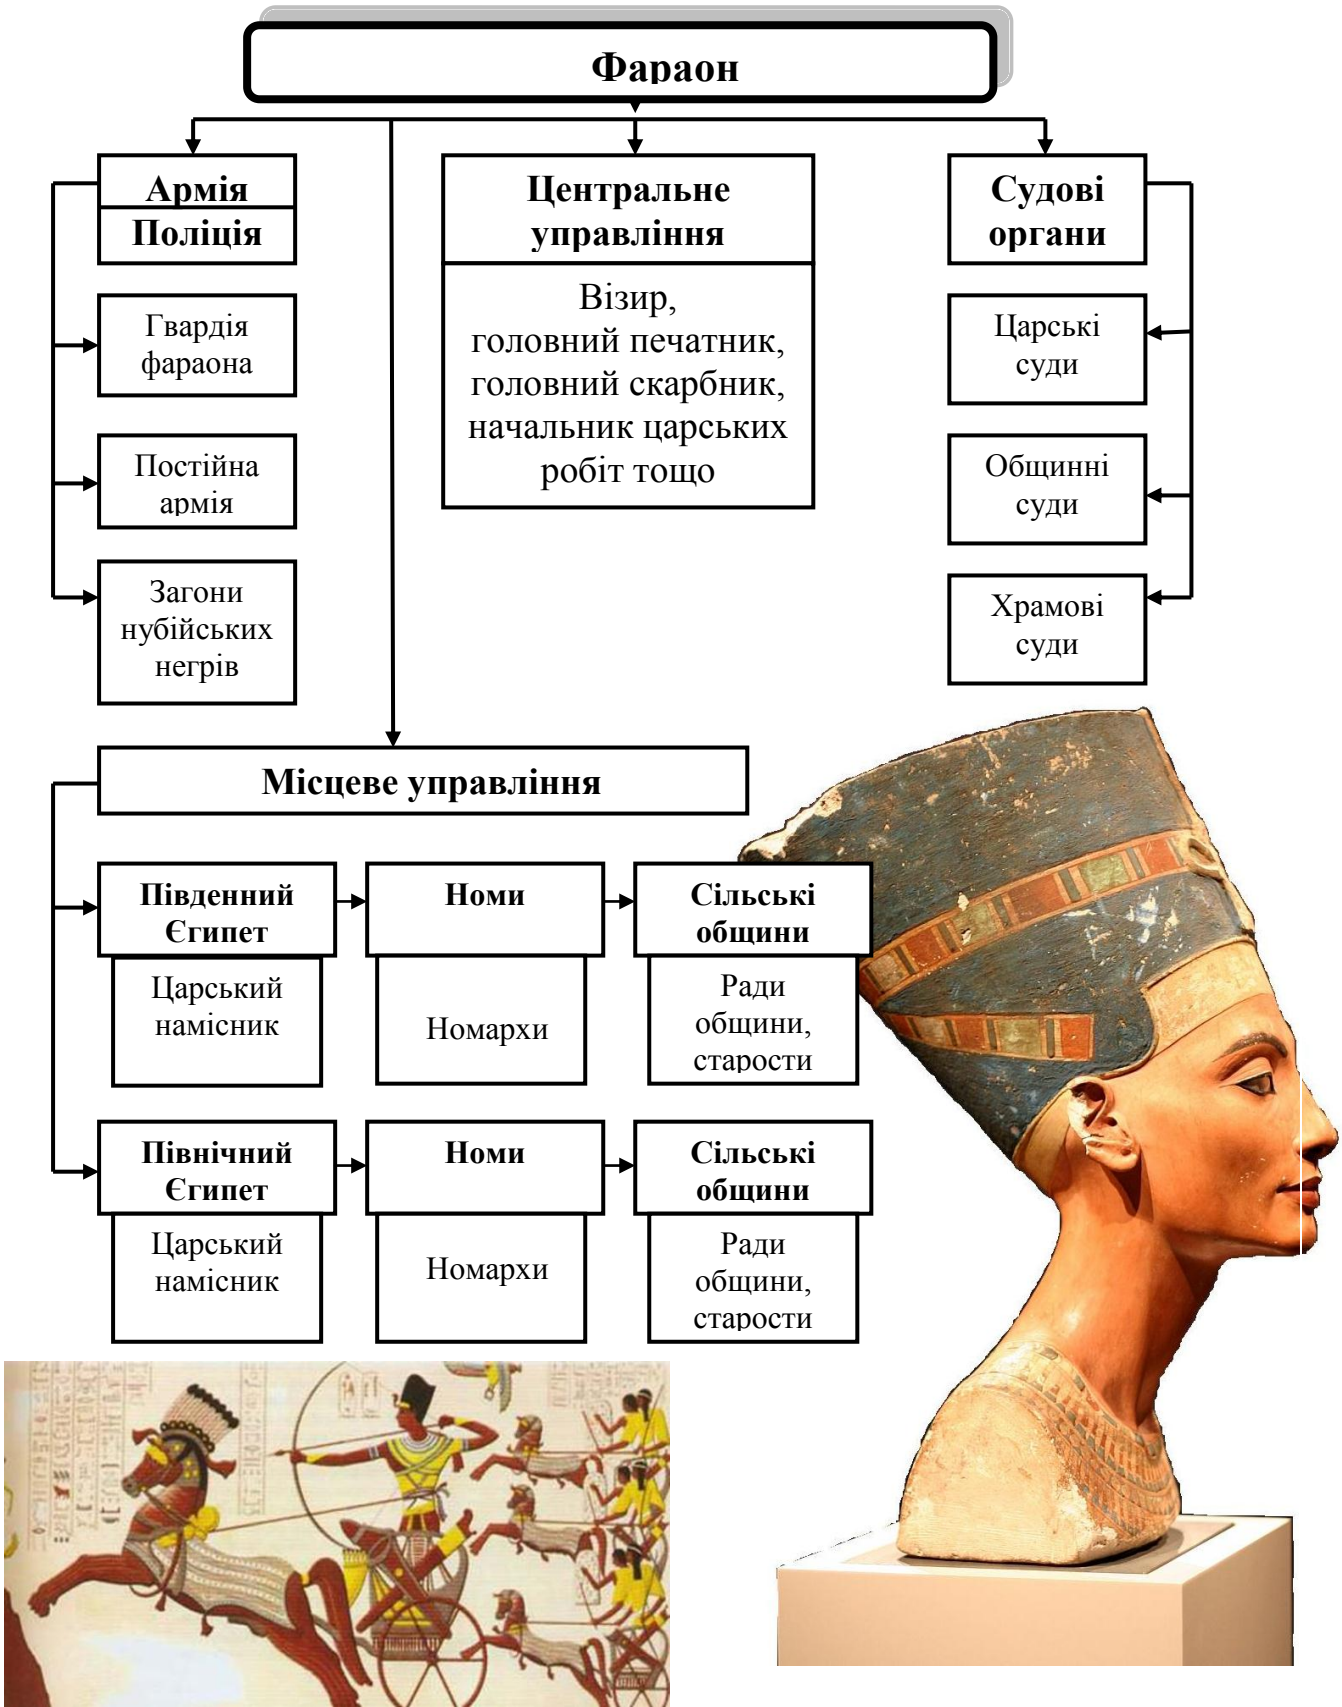 Фараон
Армія
Поліція
Гвардія
фараона
Постійна
армія
Загони
нубійських
негрів
Центральне
управління
Візир,
головний печатник,
головний скарбник,
начальник царських
робіт тощо
Судові
органи
Царські
суди
Общинні
суди
Храмові
суди
Місцеве управління
Південний
Єгипет
Царський
намісник
Номи
Номархи
Сільські
общини
Ради
общини,
старости
Північний
Єгипет
Царський
намісник
Номи
Номархи
Сільські
общини
Ради
общини,
старости